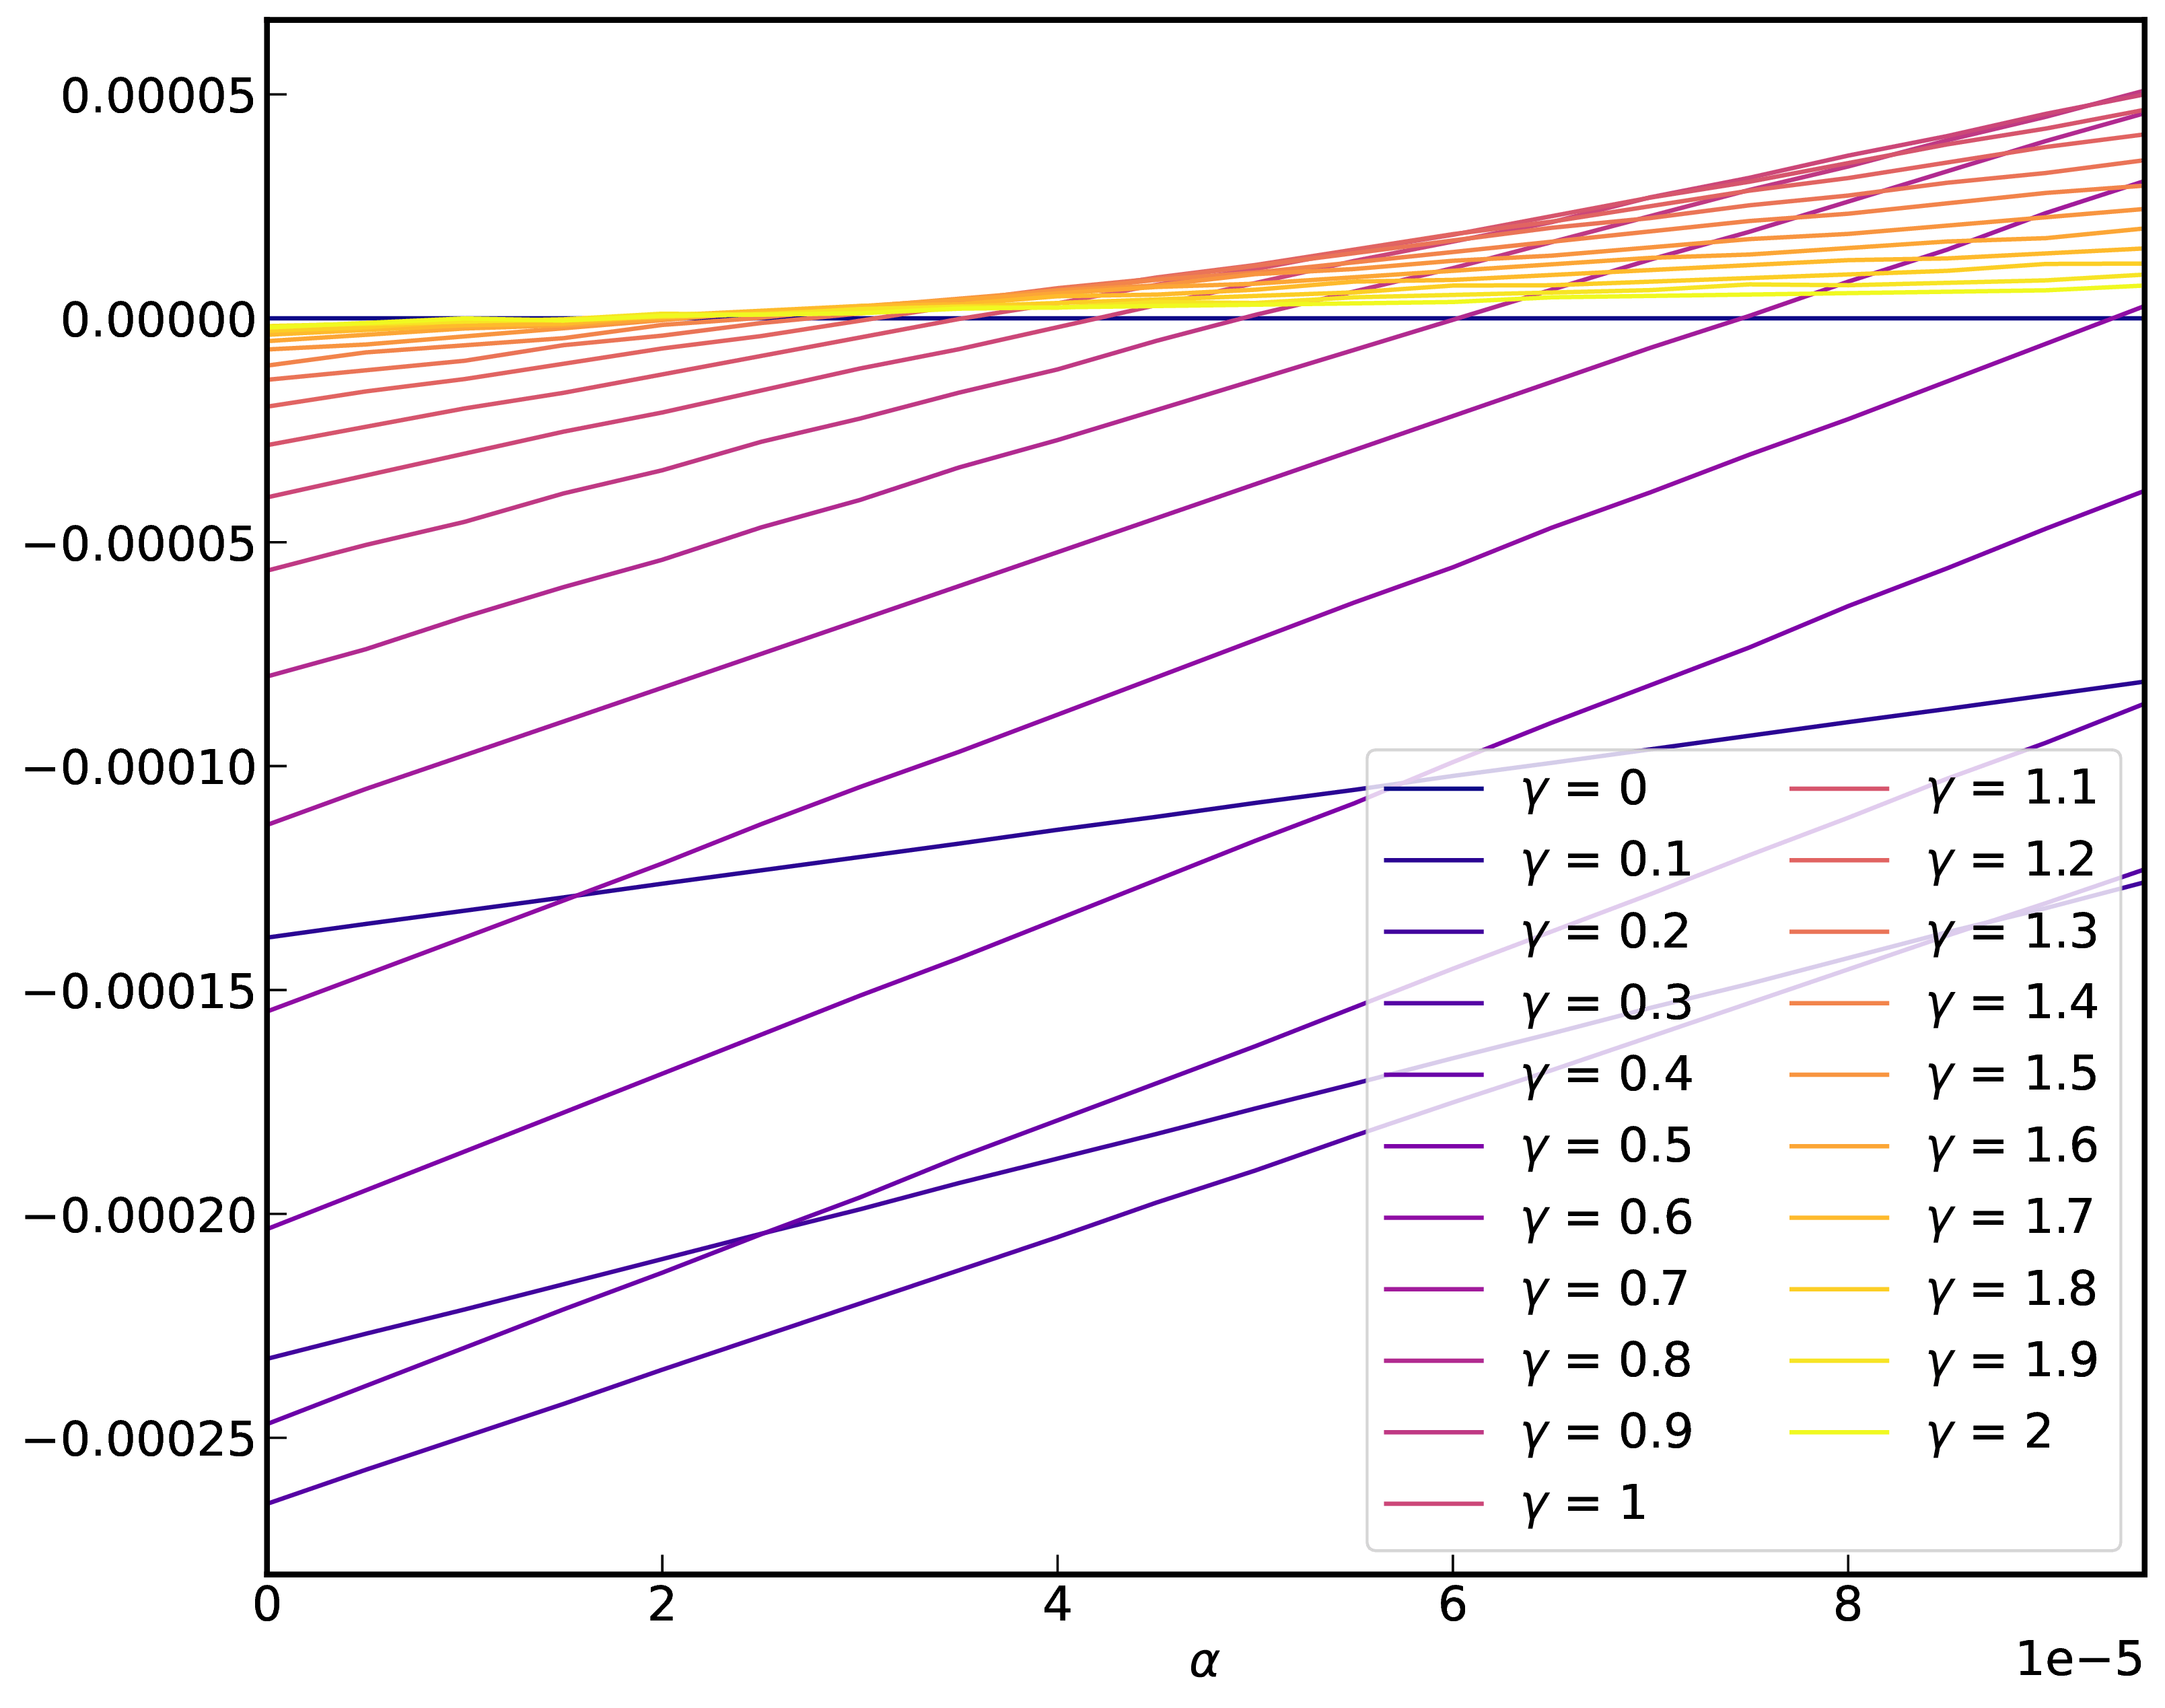 0.00005
0.00000
−0.00005
−0.00010
−0.00015
−0.00020
−0.00025
0 2 4 6 8
α
1e−5
γ = 0
γ = 0.1
γ = 0.2
γ = 0.3
γ = 0.4
γ = 0.5
γ = 0.6
γ = 0.7
γ = 0.8
γ = 0.9
γ = 1
γ = 1.1
γ = 1.2
γ = 1.3
γ = 1.4
γ = 1.5
γ = 1.6
γ = 1.7
γ = 1.8
γ = 1.9
γ = 2